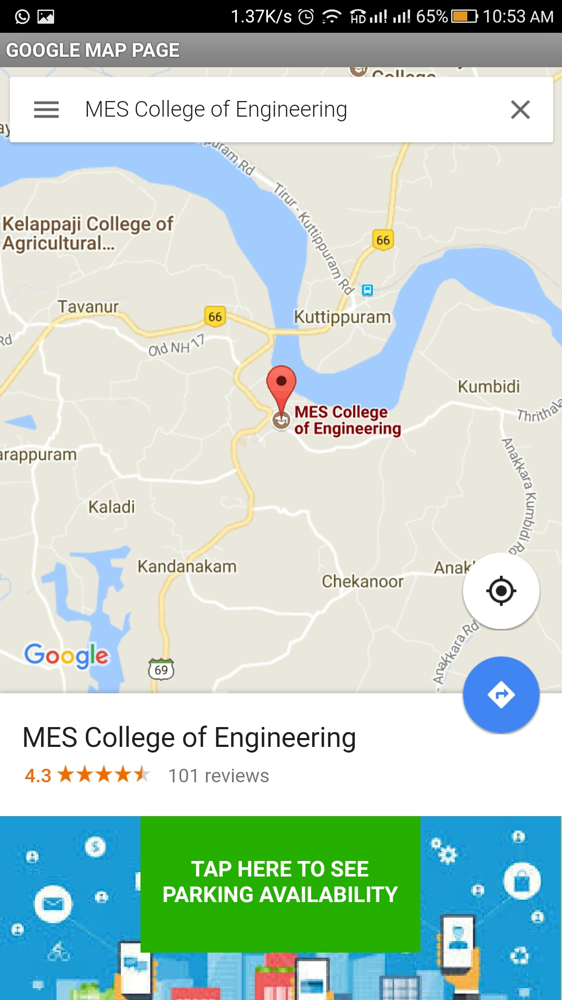 1.37K/s HD 65% 10:53 AM
GOOGLE MAP PAGE
College
MES College of Engineering
puram Rd
Tirur - Kuttippuram Rd
Kelappaji College of
Agricultural...
66
Tavanur
66
Kuttippuram
Rd
Old NH 17
Kumbidi
MES College
of Engineering
Thrithala
arappuram
Anakkara Kumbidi Rd
Kaladi
Kandanakam
Anak
Chekanoor
- Anakkara Rd
Google
69
MES College of Engineering
4.3 101 reviews
TAP HERE TO SEE
PARKING AVAILABILITY